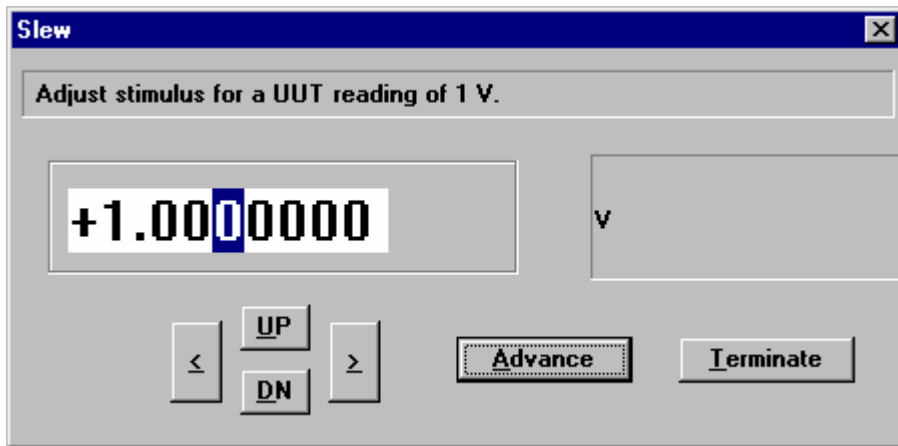 Slew
Adjust stimulus for a UUT reading of 1 V.
+1.0000000
V
< UP >
DN
Advance Terminate